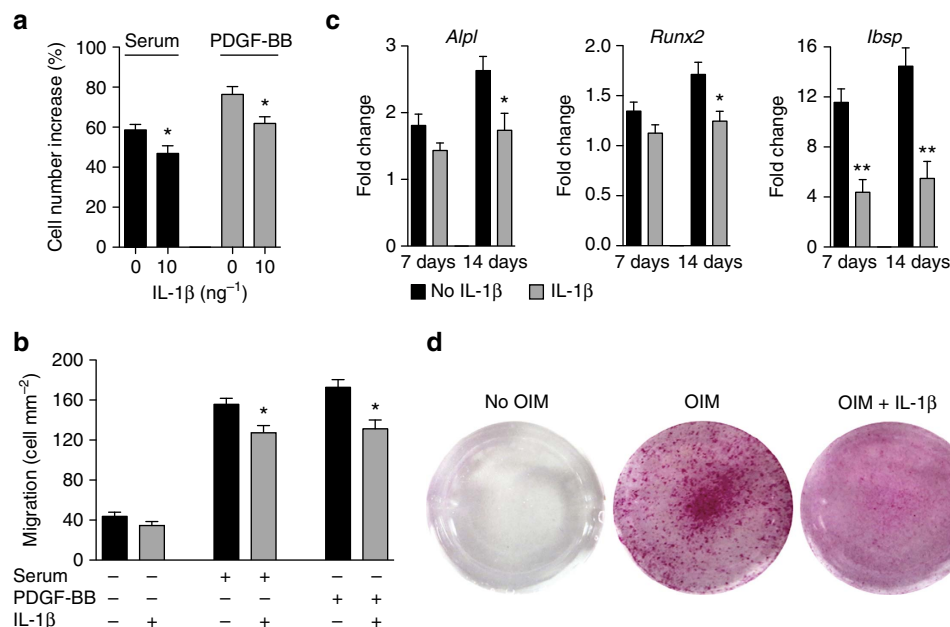 a
Serum PDGF-BB
Cell number increase (%)
100
80
60
40
20
0
* *
0 10 0 10
IL-1β (ng⁻¹)
b
Migration (cell mm⁻²)
200
160
120
80
40
0
* *
Serum – – + + – –
PDGF-BB – – – – + +
IL-1β – + – + – +
c
Alpl
Fold change
3
2
1
0
*
7 days 14 days
Runx2
Fold change
2.0
1.5
1.0
0.5
0.0
*
7 days 14 days
Ibsp
Fold change
16
12
8
4
0
** **
7 days 14 days
No IL-1β IL-1β
d
No OIM OIM OIM + IL-1β